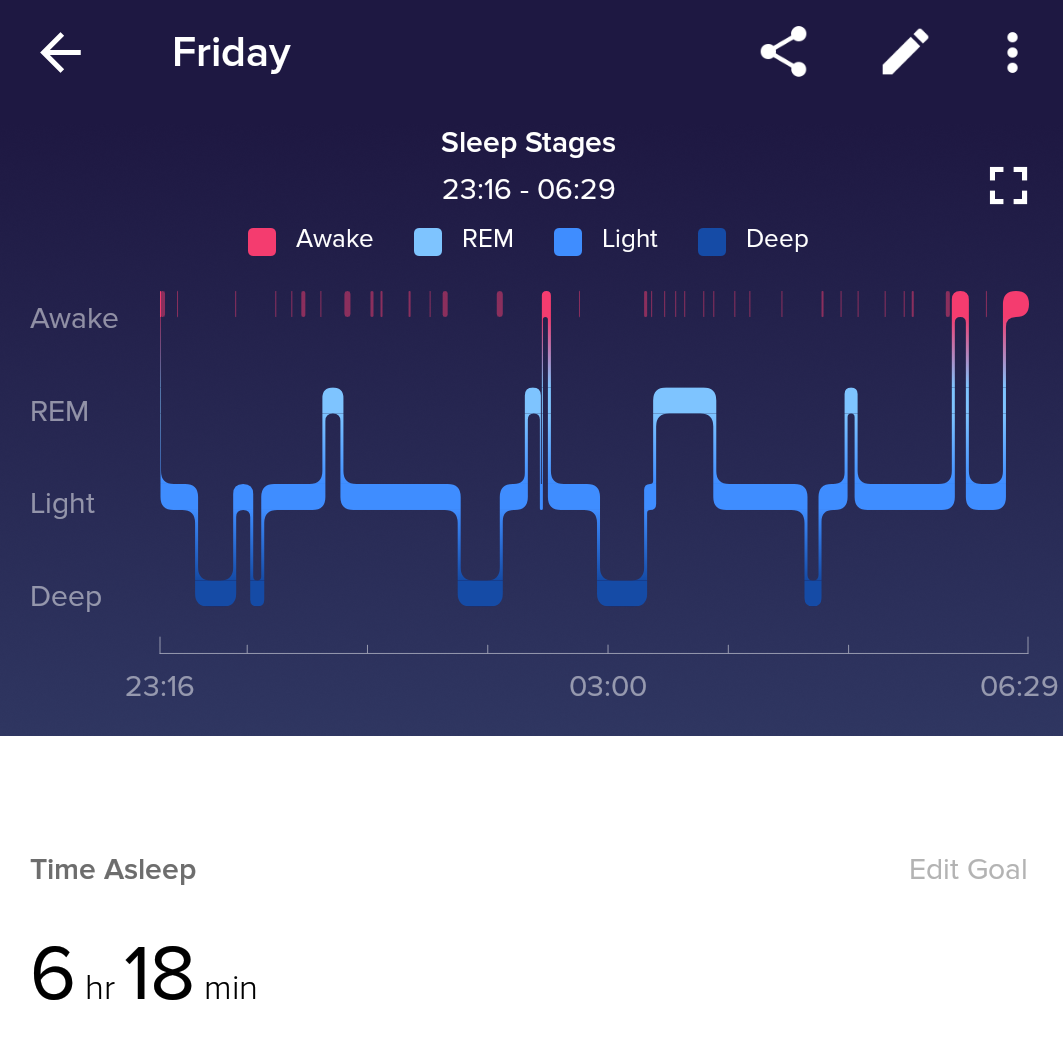 Friday
Sleep Stages
23:16 - 06:29
Awake REM Light Deep
Awake
REM
Light
Deep
23:16 03:00 06:29
Time Asleep Edit Goal
6 hr 18 min